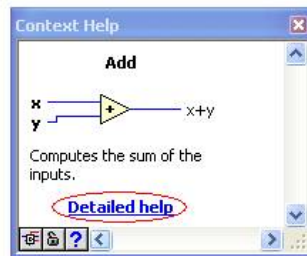 Context Help
Add
x
+
x+y
y
Computes the sum of the
inputs.
Detailed help
?